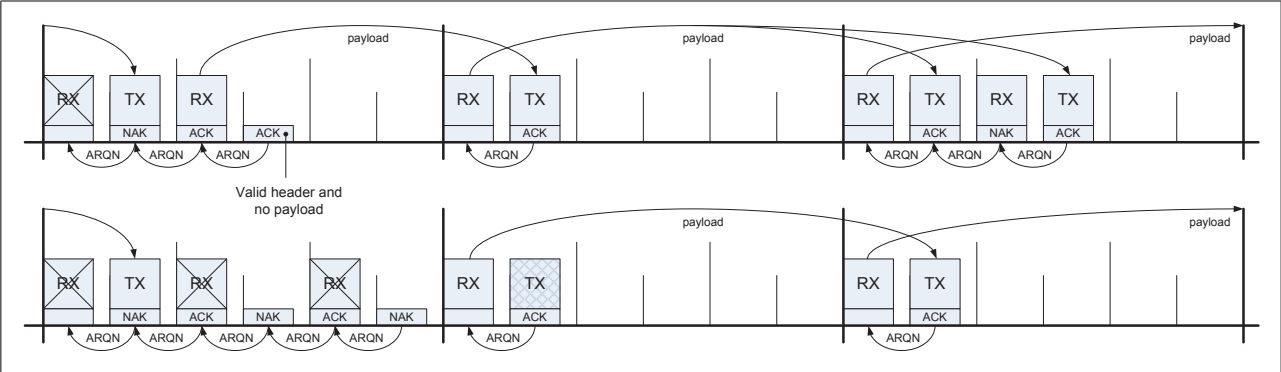 payload
payload
payload
RX
TX
RX
RX
TX
RX
TX
RX
TX
NAK
ACK
ACK
ACK
ACK
NAK
ACK
ARQN
ARQN
ARQN
ARQN
ARQN
ARQN
ARQN
Valid header and
no payload
payload
payload
RX
TX
RX
RX
RX
TX
RX
TX
NAK
ACK
NAK
ACK
NAK
ACK
ACK
ARQN
ARQN
ARQN
ARQN
ARQN
ARQN
ARQN